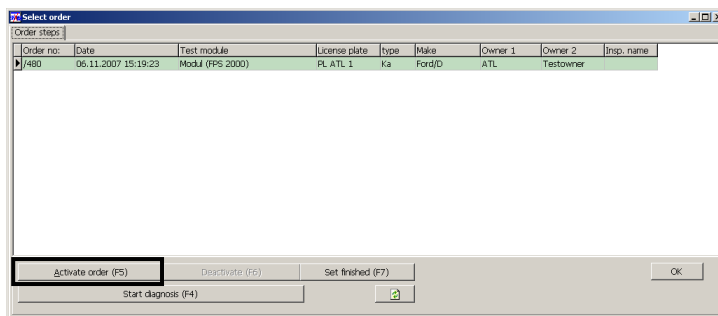 Select order
Order steps
Order no: Date Test module License plate type Make Owner 1 Owner 2 Insp. name
/480 06.11.2007 15:19:23 Modul (FPS 2000) PL ATL 1 Ka Ford/D ATL Testowner
Activate order (F5) Deactivate (F6) Set finished (F7) OK
Start diagnosis (F4)